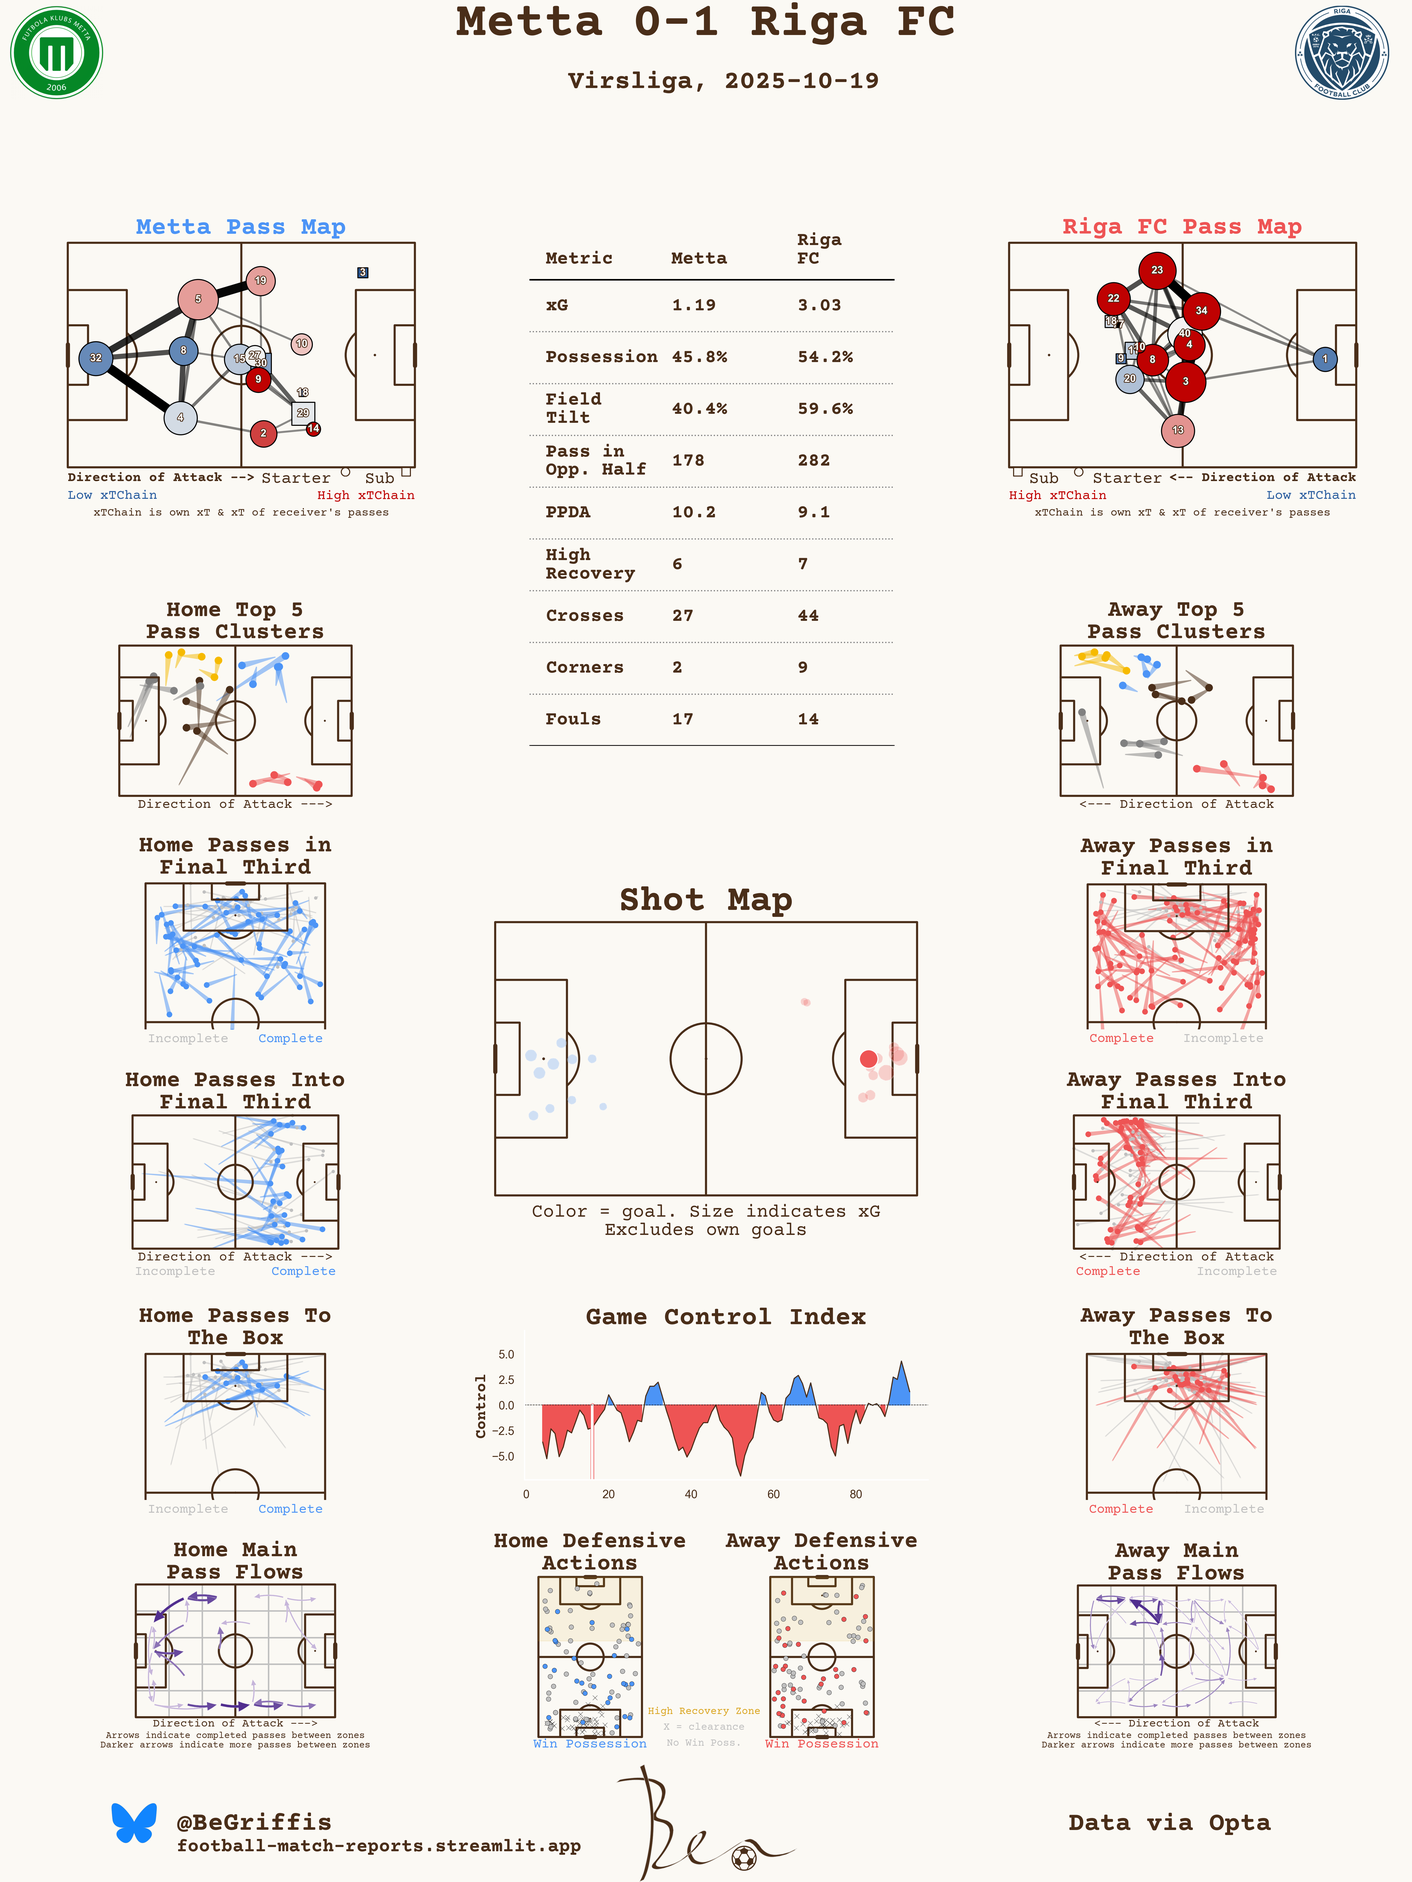 Metta 0-1 Riga FC
Virsliga, 2025-10-19
FUTBOLA KLUBS METTA
2006
RIGA
FOOTBALL CLUB
Metta Pass Map
32
5
19
3
8
10
15
27
30
9
18
29
4
2
14
Direction of Attack --> Starter Sub
Low xTChain High xTChain
xTChain is own xT & xT of receiver's passes
Metric Metta Riga FC
xG 1.19 3.03
Possession 45.8% 54.2%
Field Tilt 40.4% 59.6%
Pass in Opp. Half 178 282
PPDA 10.2 9.1
High Recovery 6 7
Crosses 27 44
Corners 2 9
Fouls 17 14
Riga FC Pass Map
23
22
34
18
7
40
4
10
9
8
1
20
3
13
Sub Starter <-- Direction of Attack
High xTChain Low xTChain
xTChain is own xT & xT of receiver's passes
Home Top 5
Pass Clusters
Direction of Attack --->
Away Top 5
Pass Clusters
<--- Direction of Attack
Home Passes in
Final Third
Incomplete Complete
Away Passes in
Final Third
Complete Incomplete
Shot Map
Color = goal. Size indicates xG
Excludes own goals
Home Passes Into
Final Third
Direction of Attack --->
Incomplete Complete
Away Passes Into
Final Third
<--- Direction of Attack
Complete Incomplete
Home Passes To
The Box
Incomplete Complete
Game Control Index
Control
5.0
2.5
0.0
−2.5
−5.0
0 20 40 60 80
Away Passes To
The Box
Complete Incomplete
Home Main
Pass Flows
Direction of Attack --->
Arrows indicate completed passes between zones
Darker arrows indicate more passes between zones
Home Defensive
Actions
Win Possession
High Recovery Zone
X = clearance
No Win Poss.
Away Defensive
Actions
Win Possession
Away Main
Pass Flows
<--- Direction of Attack
Arrows indicate completed passes between zones
Darker arrows indicate more passes between zones
@BeGriffis
football-match-reports.streamlit.app
Ben
Data via Opta